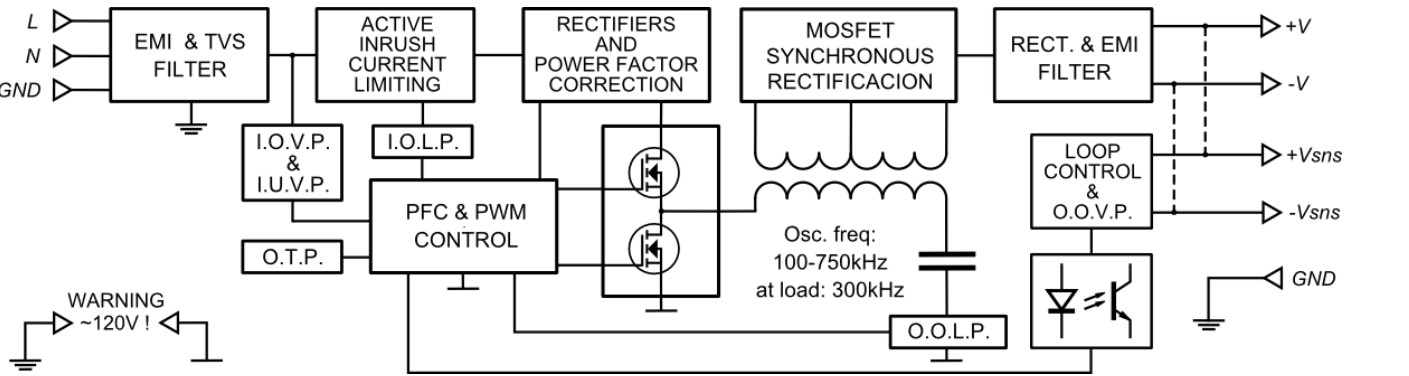 L
N
GND
EMI & TVS
FILTER
ACTIVE
INRUSH
CURRENT
LIMITING
RECTIFIERS
AND
POWER FACTOR
CORRECTION
MOSFET
SYNCHRONOUS
RECTIFICACION
RECT. & EMI
FILTER
+V
-V
+Vsns
-Vsns
GND
I.O.V.P.
&
I.U.V.P.
I.O.L.P.
PFC & PWM
CONTROL
O.T.P.
LOOP
CONTROL
&
O.O.V.P.
Osc. freq:
100-750kHz
at load: 300kHz
O.O.L.P.
WARNING
~120V !